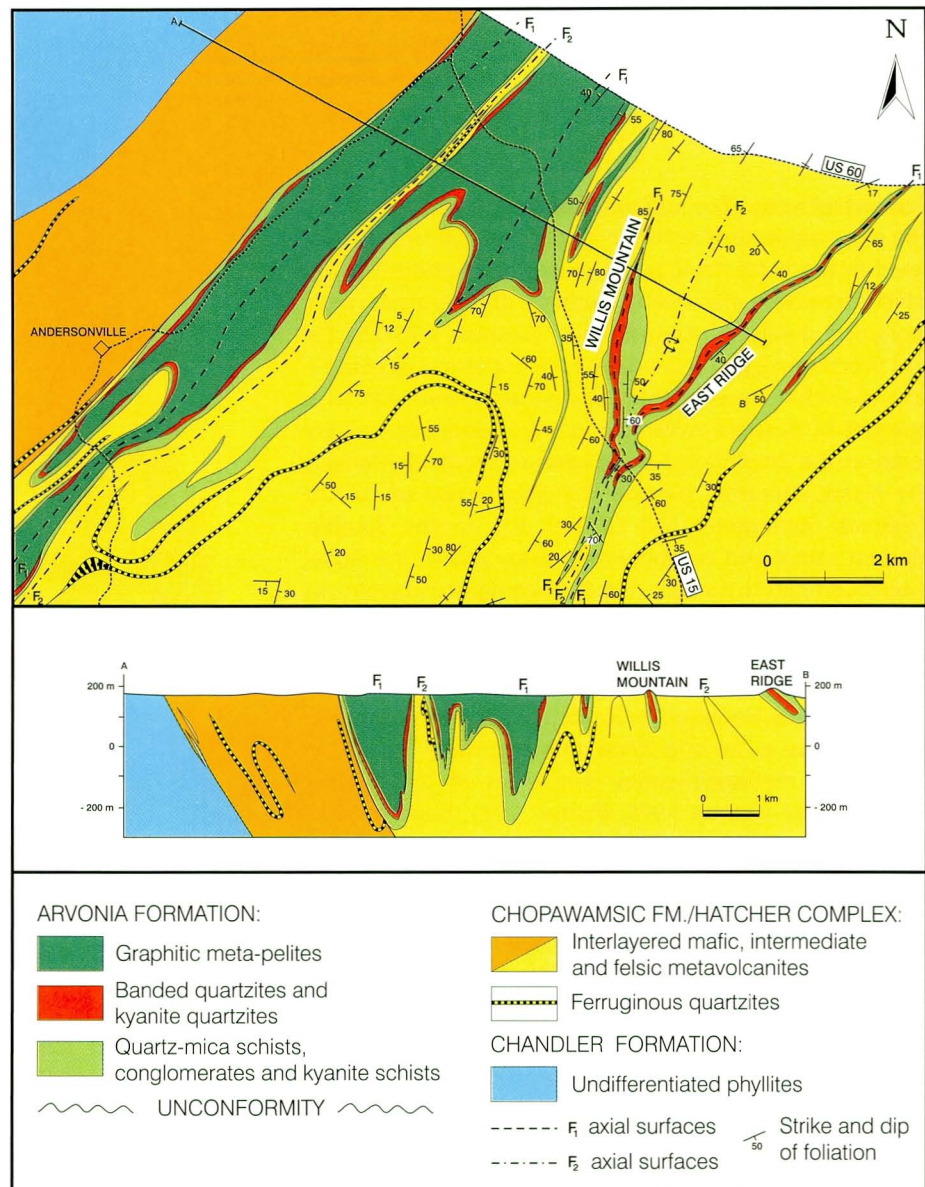 A
F₁
F₂
F₁
N
40
55
80
65
US 60
17
F₁
F₁
75
F₂
85
50
10
20
65
40
70
80
12
25
WILLIS MOUNTAIN
ANDERSONVILLE
5
12
70
70
35
15
60
40
70
15
55
40
50
40
EAST RIDGE
B
50
75
45
60
60
55
30
15
70
30
35
50
15
15
55
20
60
30
30
60
70
20
20
30
80
35
50
15
30
F₁
F₂
F₁
F₂
F₁
60
25
US 15
0
2 km
A
200 m
0
- 200 m
F₁
F₂
F₁
WILLIS
MOUNTAIN
F₂
EAST
RIDGE
B
200 m
0
- 200 m
0
1 km
ARVONIA FORMATION:
Graphitic meta-pelites
Banded quartzites and
kyanite quartzites
Quartz-mica schists,
conglomerates and kyanite schists
UNCONFORMITY
CHOPAWAMSIC FM./HATCHER COMPLEX:
Interlayered mafic, intermediate
and felsic metavolcanites
Ferruginous quartzites
CHANDLER FORMATION:
Undifferentiated phyllites
F₁ axial surfaces
F₂ axial surfaces
50
Strike and dip
of foliation